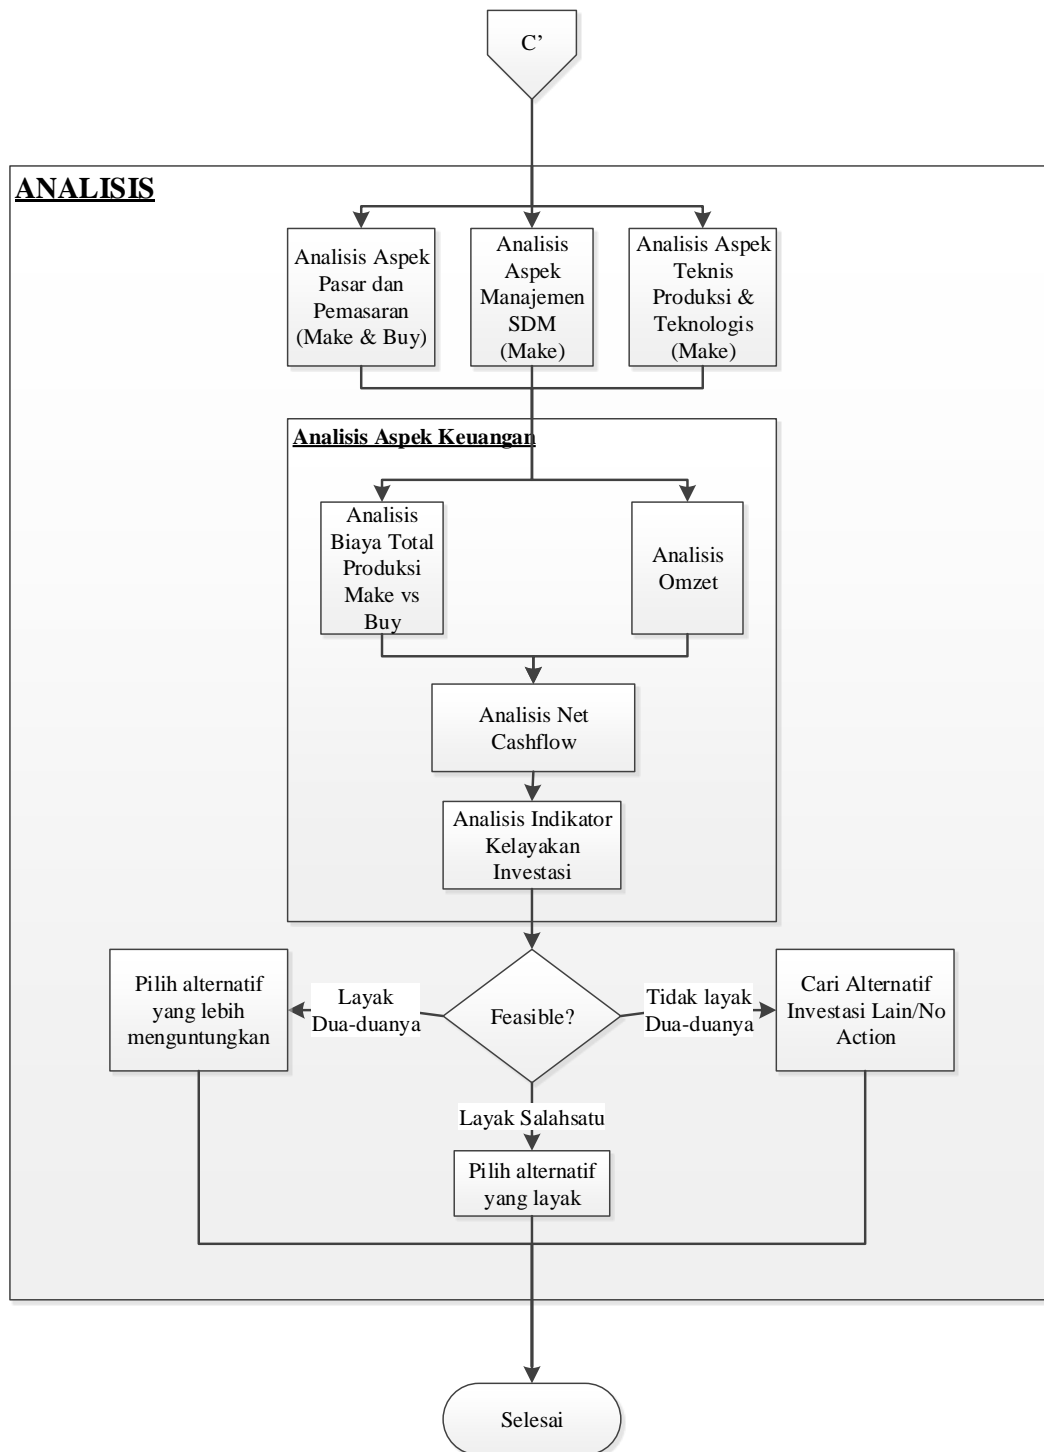 C’
ANALISIS
Analisis Aspek
Pasar dan
Pemasaran
(Make & Buy)
Analisis
Aspek
Manajemen
SDM
(Make)
Analisis Aspek
Teknis
Produksi &
Teknologis
(Make)
Analisis Aspek Keuangan
Analisis
Biaya Total
Produksi
Make vs
Buy
Analisis
Omzet
Analisis Net
Cashflow
Analisis Indikator
Kelayakan
Investasi
Pilih alternatif
yang lebih
menguntungkan
Layak
Dua-duanya
Feasible?
Tidak layak
Dua-duanya
Cari Alternatif
Investasi Lain/No
Action
Layak Salahsatu
Pilih alternatif
yang layak
Selesai